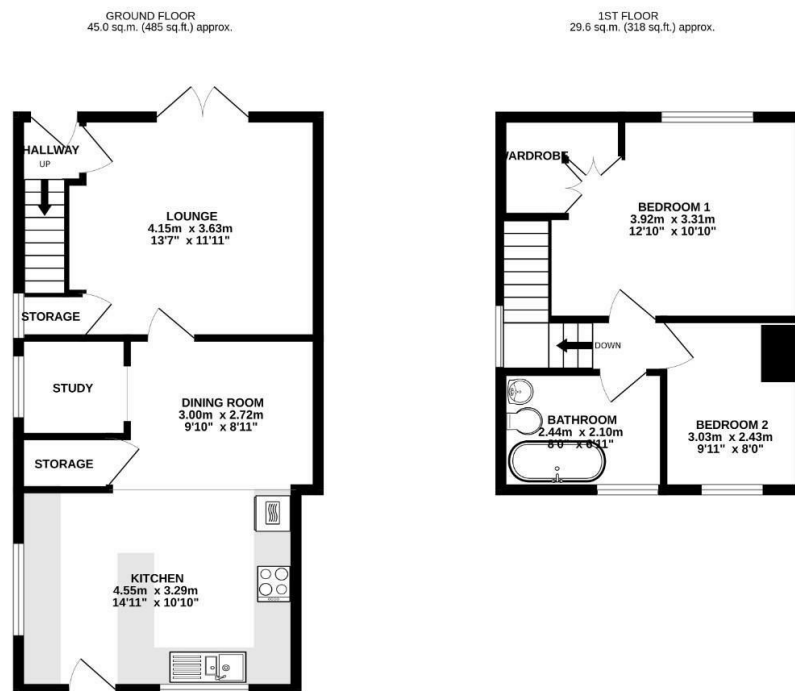 GROUND FLOOR
45.0 sq.m. (485 sq.ft.) approx.
HALLWAY
UP
LOUNGE
4.15m x 3.63m
13'7" x 11'11"
STORAGE
STUDY
DINING ROOM
3.00m x 2.72m
9'10" x 8'11"
STORAGE
KITCHEN
4.55m x 3.29m
14'11" x 10'10"
1ST FLOOR
29.6 sq.m. (318 sq.ft.) approx.
WARDROBE
BEDROOM 1
3.92m x 3.31m
12'10" x 10'10"
DOWN
BATHROOM
2.44m x 2.10m
8'0" x 6'11"
BEDROOM 2
3.03m x 2.43m
9'11" x 8'0"